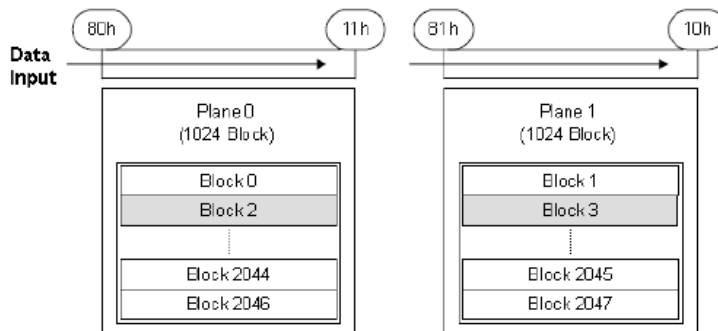 80h 11h 81h 10h
Data
Input
Plane 0
(1024 Block)
Block 0
Block 2
Block 2044
Block 2046
Plane 1
(1024 Block)
Block 1
Block 3
Block 2045
Block 2047